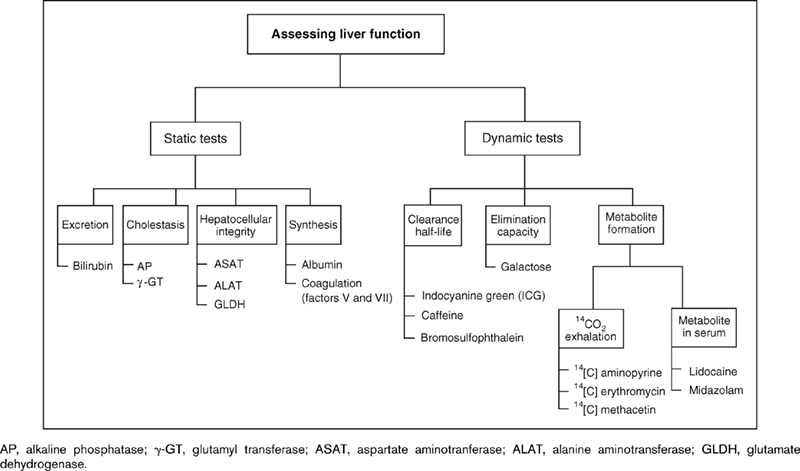 Assessing liver function
Static tests
Dynamic tests
Excretion
Cholestasis
Hepatocellular
integrity
Synthesis
Clearance
half-life
Elimination
capacity
Metabolite
formation
Bilirubin
AP
γ-GT
ASAT
ALAT
GLDH
Albumin
Coagulation
(factors V and VII)
Indocyanine green (ICG)
Caffeine
Bromosulfophthalein
Galactose
¹⁴CO₂
exhalation
Metabolite
in serum
¹⁴[C] aminopyrine
¹⁴[C] erythromycin
¹⁴[C] methacetin
Lidocaine
Midazolam
AP, alkaline phosphatase; γ-GT, glutamyl transferase; ASAT, aspartate aminotranferase; ALAT, alanine aminotransferase; GLDH, glutamate
dehydrogenase.